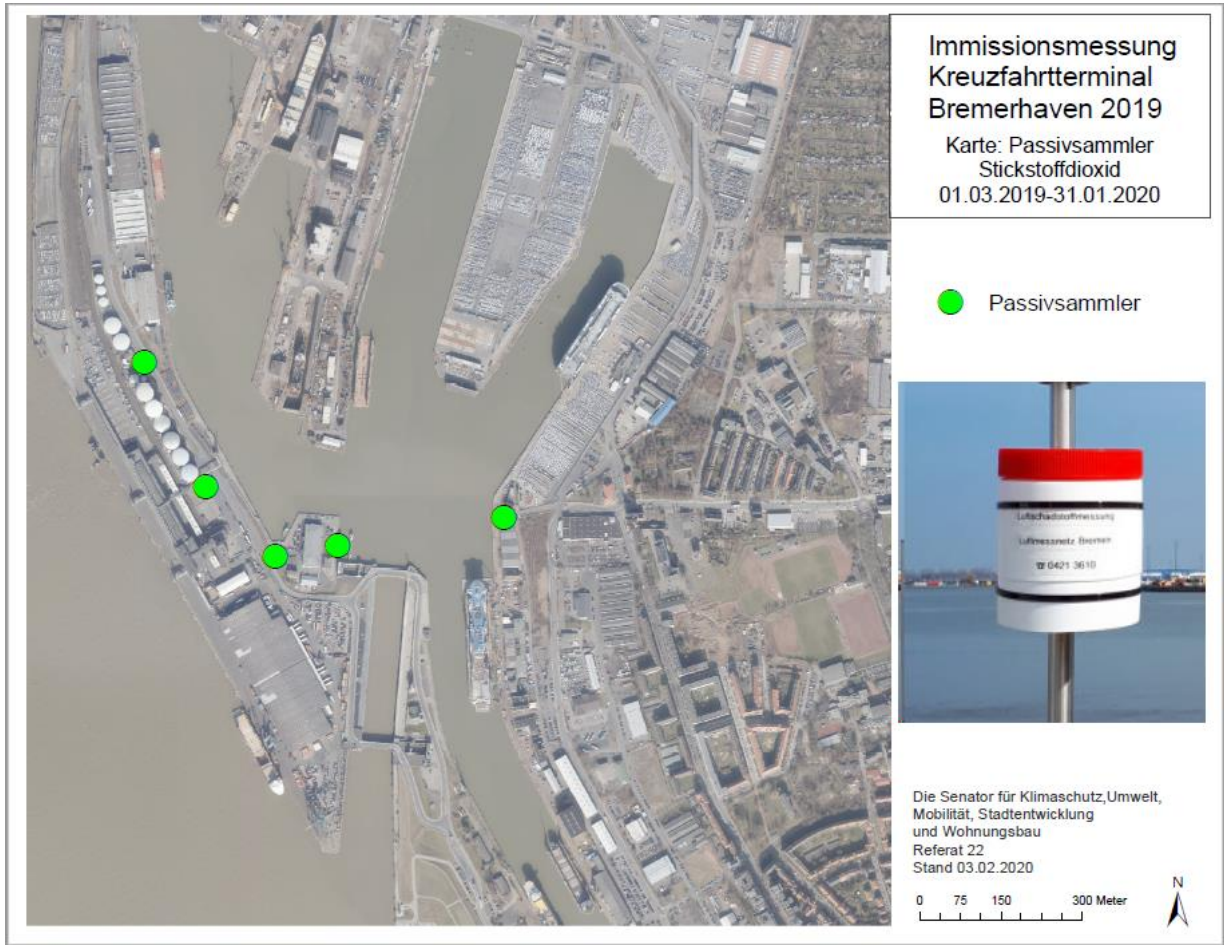 Immissionsmessung
Kreuzfahrtterminal
Bremerhaven 2019
Karte: Passivsammler
Stickstoffdioxid
01.03.2019-31.01.2020
Passivsammler
Luftschadstoffmessung
Luftmessnetz Bremen
☎ 0421 3610
Die Senator für Klimaschutz,Umwelt,
Mobilität, Stadtentwicklung
und Wohnungsbau
Referat 22
Stand 03.02.2020
N
0 75 150 300 Meter